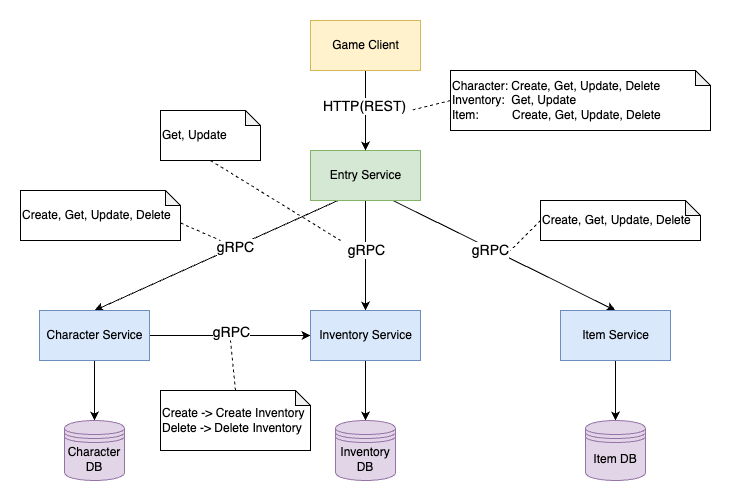 Game Client
HTTP(REST)
Character: Create, Get, Update, Delete
Inventory: Get, Update
Item: Create, Get, Update, Delete
Get, Update
Entry Service
Create, Get, Update, Delete
Create, Get, Update, Delete
gRPC
gRPC
gRPC
Character Service
gRPC
Inventory Service
Item Service
Create -> Create Inventory
Delete -> Delete Inventory
Character
DB
Inventory
DB
Item DB